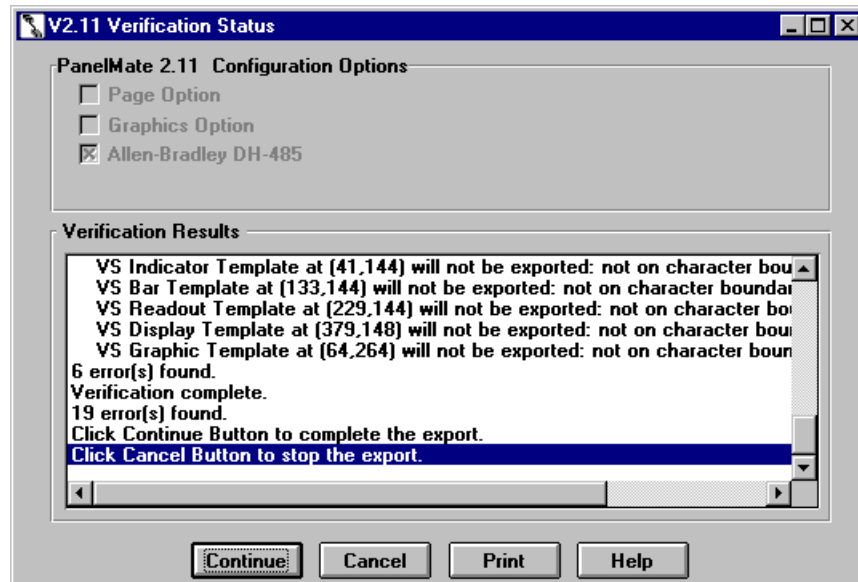 V2.11 Verification Status
PanelMate 2.11 Configuration Options
Page Option
Graphics Option
Allen-Bradley DH-485
Verification Results
VS Indicator Template at (41,144) will not be exported: not on character bou
VS Bar Template at (133,144) will not be exported: not on character boundar
VS Readout Template at (229,144) will not be exported: not on character bo
VS Display Template at (379,148) will not be exported: not on character bou
VS Graphic Template at (64,264) will not be exported: not on character boun
6 error(s) found.
Verification complete.
19 error(s) found.
Click Continue Button to complete the export.
Click Cancel Button to stop the export.
Continue Cancel Print Help